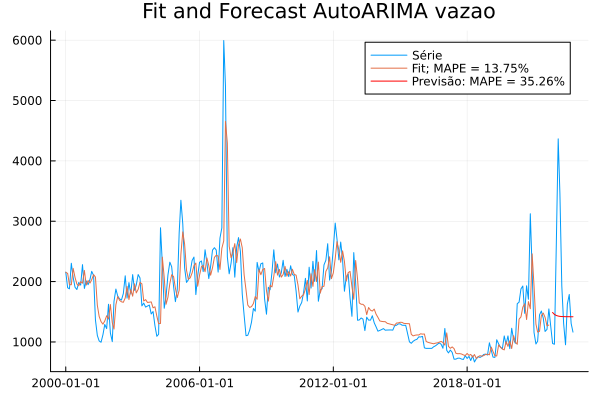 Fit and Forecast AutoARIMA vazao
6000
5000
4000
3000
2000
1000
Série
Fit; MAPE = 13.75%
Previsão: MAPE = 35.26%
2000-01-01 2006-01-01 2012-01-01 2018-01-01